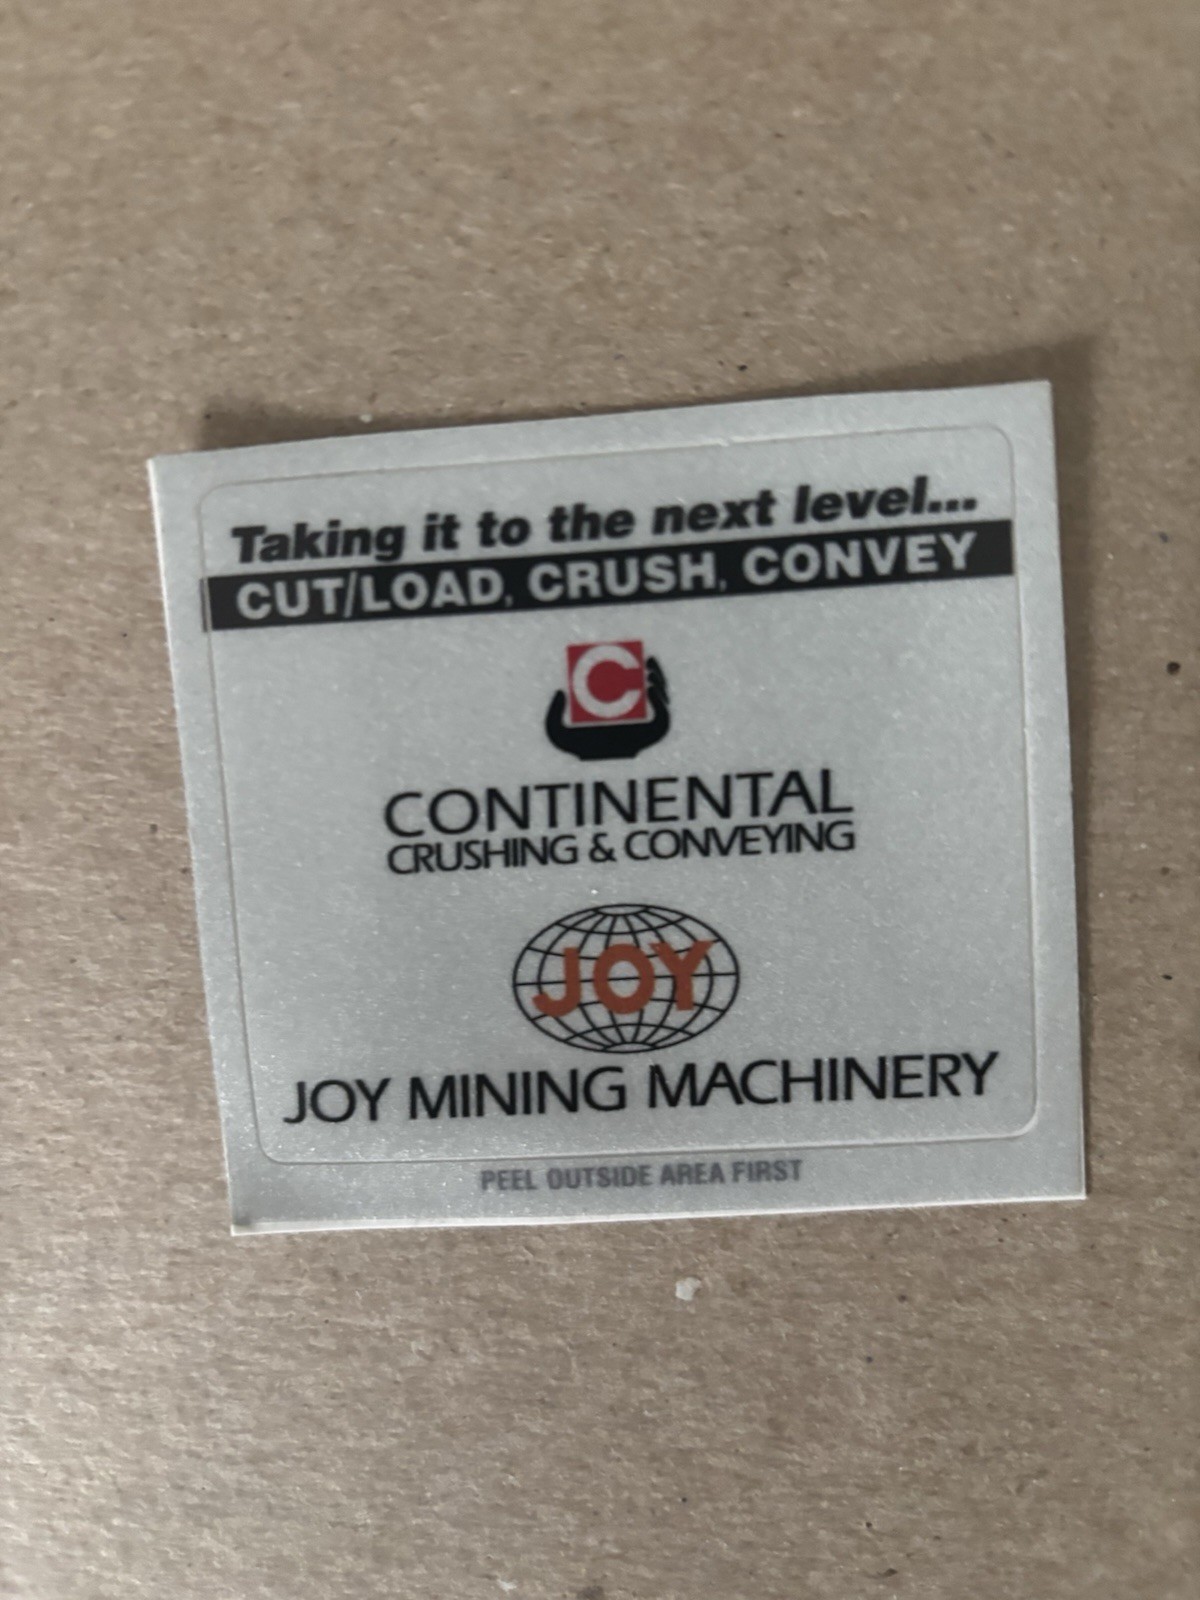 Taking it to the next level...
CUT/LOAD, CRUSH, CONVEY
C
CONTINENTAL
CRUSHING & CONVEYING
JOY
JOY MINING MACHINERY
PEEL OUTSIDE AREA FIRST